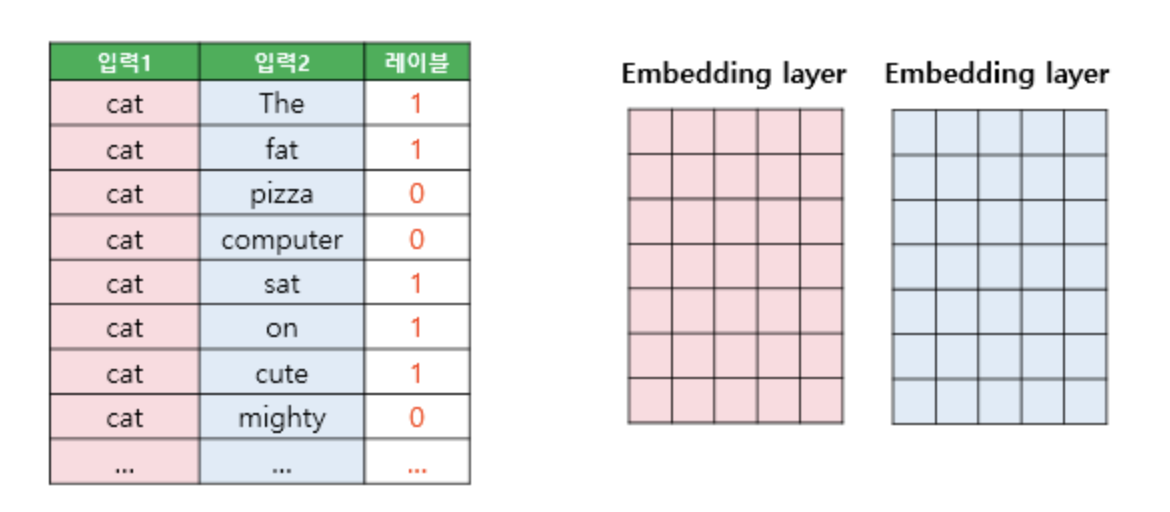 입력1 입력2 레이블
cat The 1
cat fat 1
cat pizza 0
cat computer 0
cat sat 1
cat on 1
cat cute 1
cat mighty 0
... ... ...
Embedding layer Embedding layer